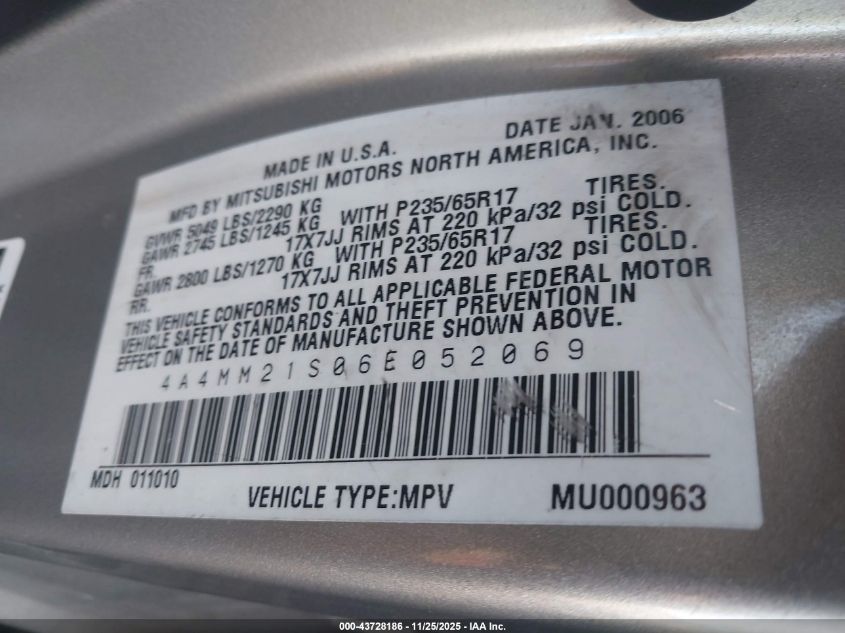 MADE IN U.S.A. DATE JAN. 2006
MFD BY MITSUBISHI MOTORS NORTH AMERICA, INC.
GVWR 5049 LBS/2290 KG
GAWR 2745 LBS/1245 KG WITH P235/65R17 TIRES.
FR. 17X7JJ RIMS AT 220 kPa/32 psi COLD.
GAWR 2800 LBS/1270 KG WITH P235/65R17 TIRES.
RR. 17X7JJ RIMS AT 220 kPa/32 psi COLD.
THIS VEHICLE CONFORMS TO ALL APPLICABLE FEDERAL MOTOR
VEHICLE SAFETY STANDARDS AND THEFT PREVENTION IN
EFFECT ON THE DATE OF MANUFACTURE SHOWN ABOVE.
4A4MM21S06E052069
MDH 011010
VEHICLE TYPE:MPV MU000963
000-43728186 - 11/25/2025 - IAA Inc.